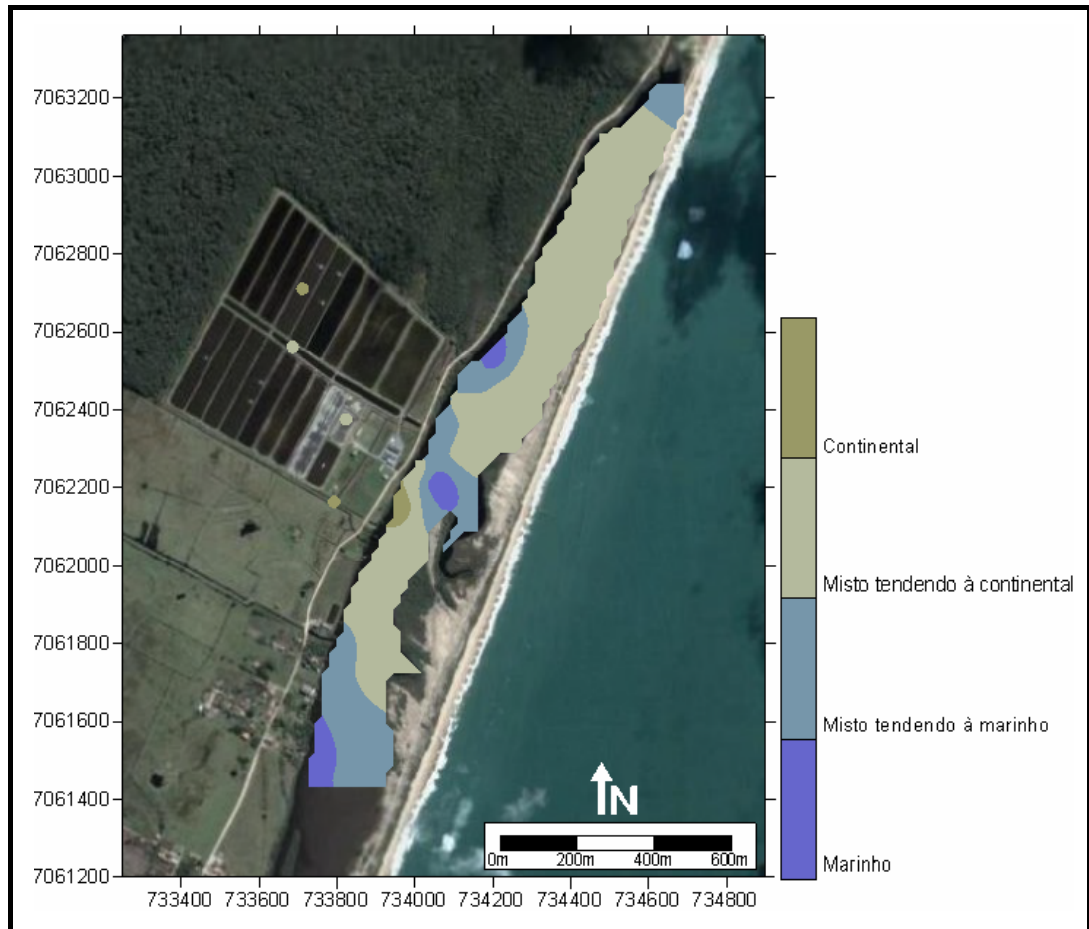 7063200
7063000
7062800
7062600
7062400
7062200
7062000
7061800
7061600
7061400
7061200
733400 733600 733800 734000 734200 734400 734600 734800
N
0m 200m 400m 600m
Continental
Misto tendendo à continental
Misto tendendo à marinho
Marinho